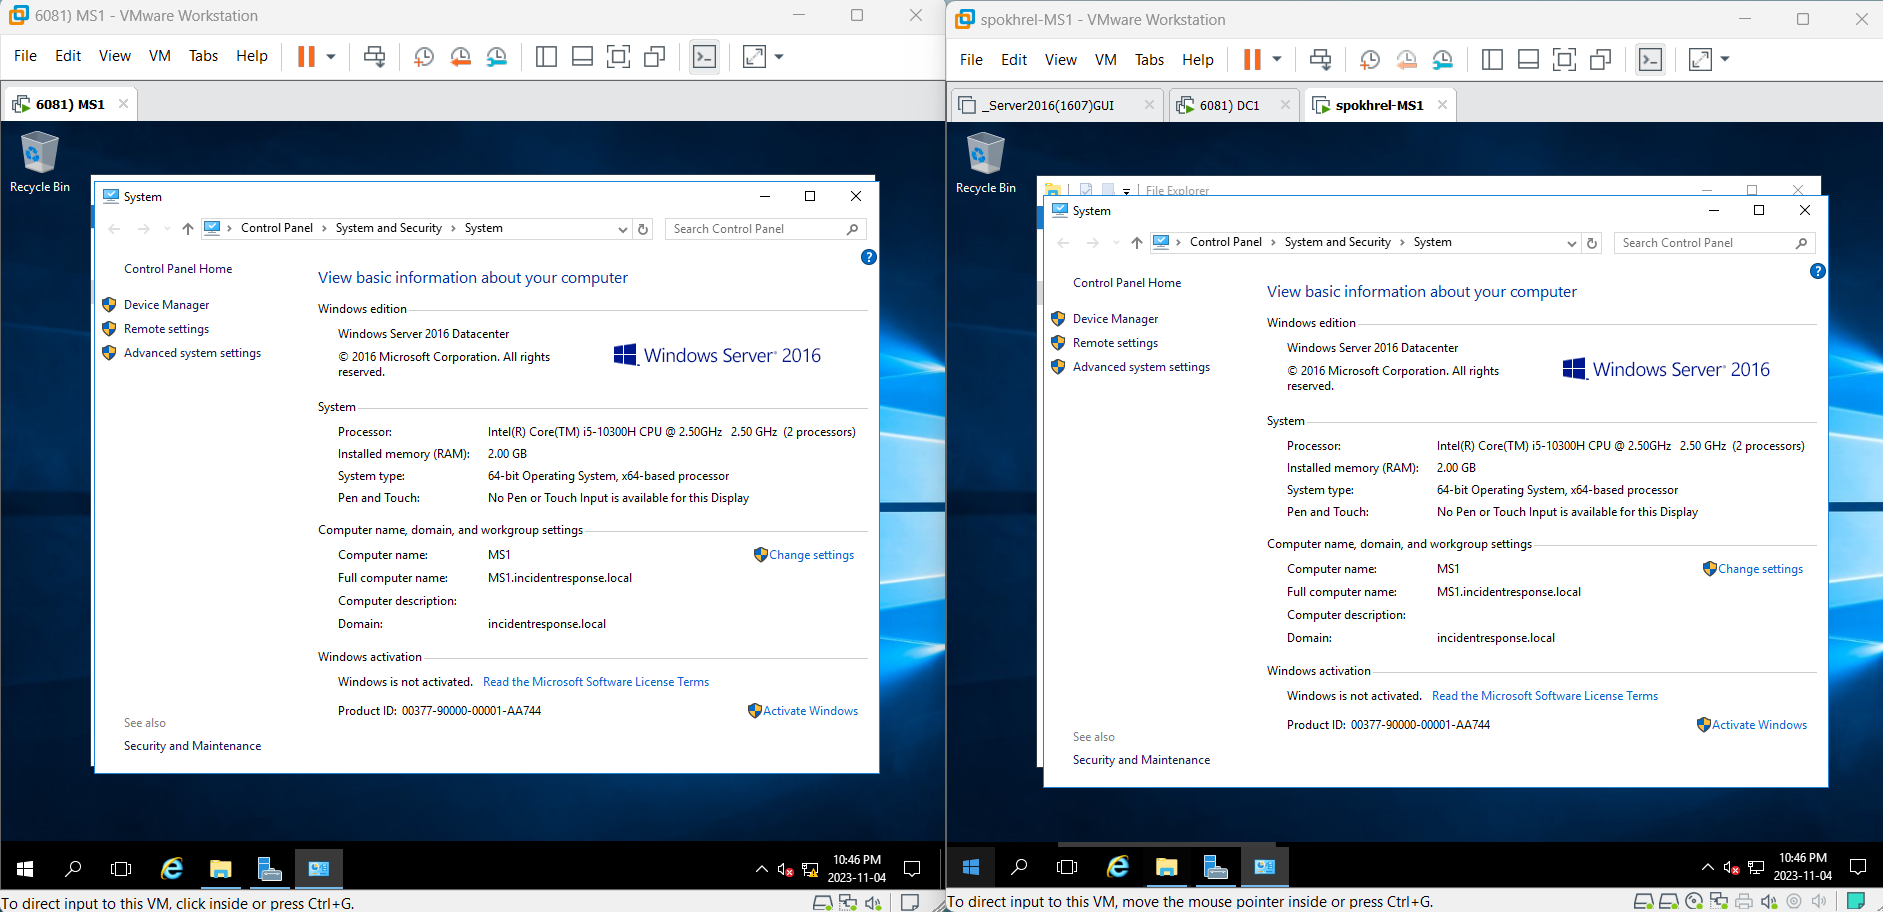 6081) MS1 - VMware Workstation
File Edit View VM Tabs Help
6081) MS1
Recycle Bin
System
Control Panel System and Security System
Search Control Panel
Control Panel Home
Device Manager
Remote settings
Advanced system settings
See also
Security and Maintenance
View basic information about your computer
Windows edition
Windows Server 2016 Datacenter
© 2016 Microsoft Corporation. All rights
reserved.
Windows Server® 2016
System
Processor: Intel(R) Core(TM) i5-10300H CPU @ 2.50GHz 2.50 GHz (2 processors)
Installed memory (RAM): 2.00 GB
System type: 64-bit Operating System, x64-based processor
Pen and Touch: No Pen or Touch Input is available for this Display
Computer name, domain, and workgroup settings
Computer name: MS1
Change settings
Full computer name: MS1.incidentresponse.local
Computer description:
Domain: incidentresponse.local
Windows activation
Windows is not activated. Read the Microsoft Software License Terms
Product ID: 00377-90000-00001-AA744
Activate Windows
10:46 PM
2023-11-04
To direct input to this VM, click inside or press Ctrl+G.
spokhrel-MS1 - VMware Workstation
File Edit View VM Tabs Help
_Server2016(1607)GUI
6081) DC1
spokhrel-MS1
Recycle Bin
File Explorer
System
Control Panel System and Security System
Search Control Panel
Control Panel Home
Device Manager
Remote settings
Advanced system settings
See also
Security and Maintenance
View basic information about your computer
Windows edition
Windows Server 2016 Datacenter
© 2016 Microsoft Corporation. All rights
reserved.
Windows Server® 2016
System
Processor: Intel(R) Core(TM) i5-10300H CPU @ 2.50GHz 2.50 GHz (2 processors)
Installed memory (RAM): 2.00 GB
System type: 64-bit Operating System, x64-based processor
Pen and Touch: No Pen or Touch Input is available for this Display
Computer name, domain, and workgroup settings
Computer name: MS1
Change settings
Full computer name: MS1.incidentresponse.local
Computer description:
Domain: incidentresponse.local
Windows activation
Windows is not activated. Read the Microsoft Software License Terms
Product ID: 00377-90000-00001-AA744
Activate Windows
10:46 PM
2023-11-04
To direct input to this VM, move the mouse pointer inside or press Ctrl+G.